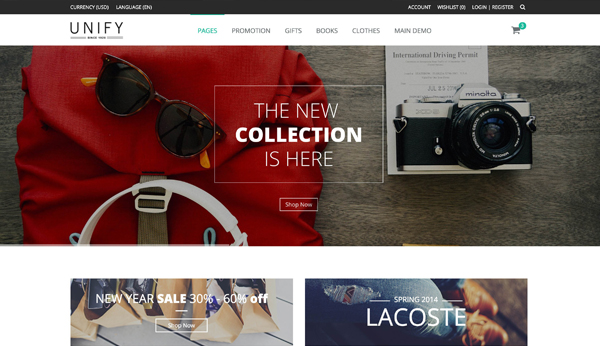 CURRENCY (USD) LANGUAGE (EN) ACCOUNT WISHLIST (0) LOGIN | REGISTER
UNIFY
PAGES PROMOTION GIFTS BOOKS CLOTHES MAIN DEMO
International Driving Permit
minolta
THE NEW
COLLECTION
IS HERE
Shop Now
NEW YEAR SALE 30% - 60% off
Shop Now
SPRING 2014
LACOSTE